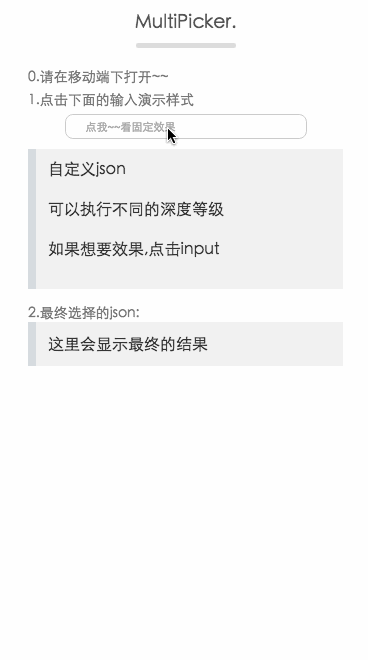 MultiPicker.
0.请在移动端下打开~~
1.点击下面的输入演示样式
点我~~看固定效果
自定义json
可以执行不同的深度等级
如果想要效果,点击input
2.最终选择的json:
这里会显示最终的结果